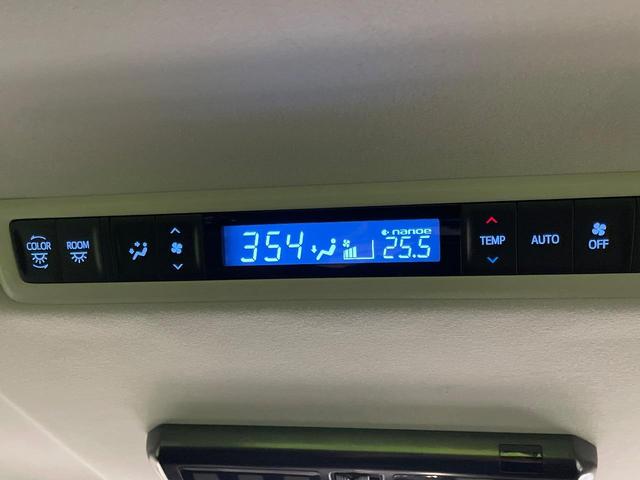 COLOR
ROOM
354
nanoe
25.5
TEMP
AUTO
OFF